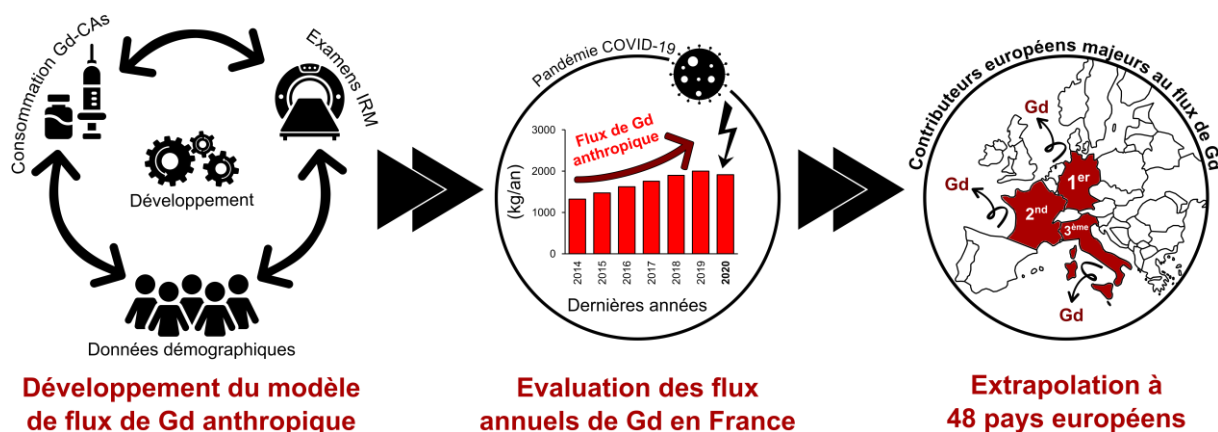 Consommation Gd-CAs
Examens IRM
Développement
Données démographiques
Développement du modèle
de flux de Gd anthropique
Pandémie COVID-19
Flux de Gd
anthropique
(kg/an)
3000
2000
1000
0
2014
2015
2016
2017
2018
2019
2020
Dernières années
Evaluation des flux
annuels de Gd en France
Contributeurs européens majeurs au flux de Gd
Gd
Gd
1er
2nd
3ème
Gd
Extrapolation à
48 pays européens